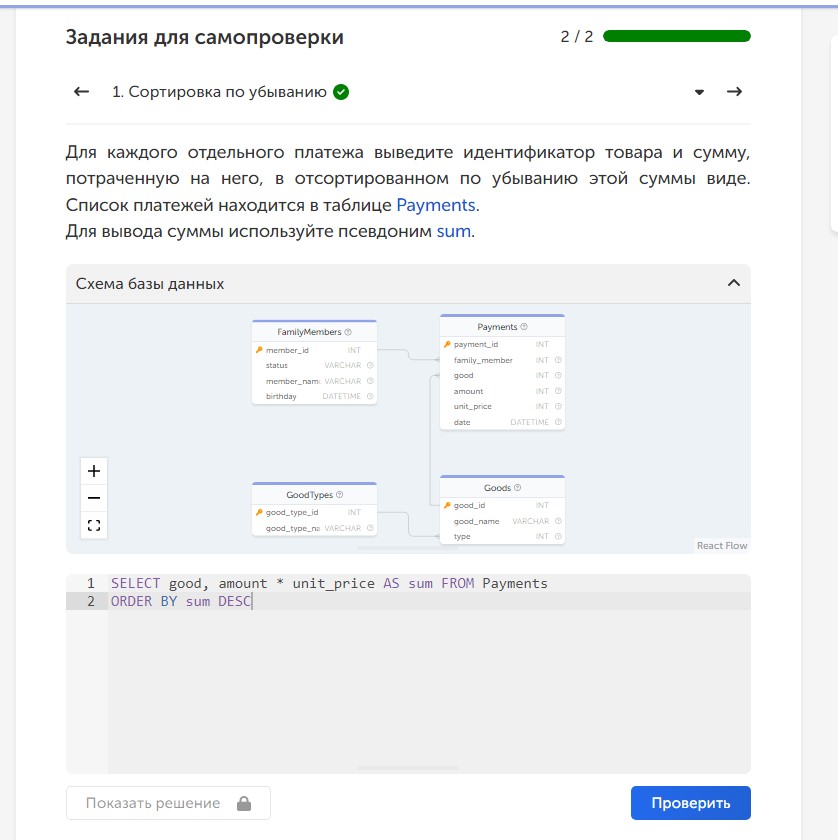 Задания для самопроверки
2 / 2
1. Сортировка по убыванию
Для каждого отдельного платежа выведите идентификатор товара и сумму,
потраченную на него, в отсортированном по убыванию этой суммы виде.
Список платежей находится в таблице Payments.
Для вывода суммы используйте псевдоним sum.
Схема базы данных
FamilyMembers
member_id INT
status VARCHAR
member_nam VARCHAR
birthday DATETIME
Payments
payment_id INT
family_member INT
good INT
amount INT
unit_price INT
date DATETIME
GoodTypes
good_type_id INT
good_type_na VARCHAR
Goods
good_id INT
good_name VARCHAR
type INT
React Flow
1 SELECT good, amount * unit_price AS sum FROM Payments
2 ORDER BY sum DESC
Показать решение
Проверить